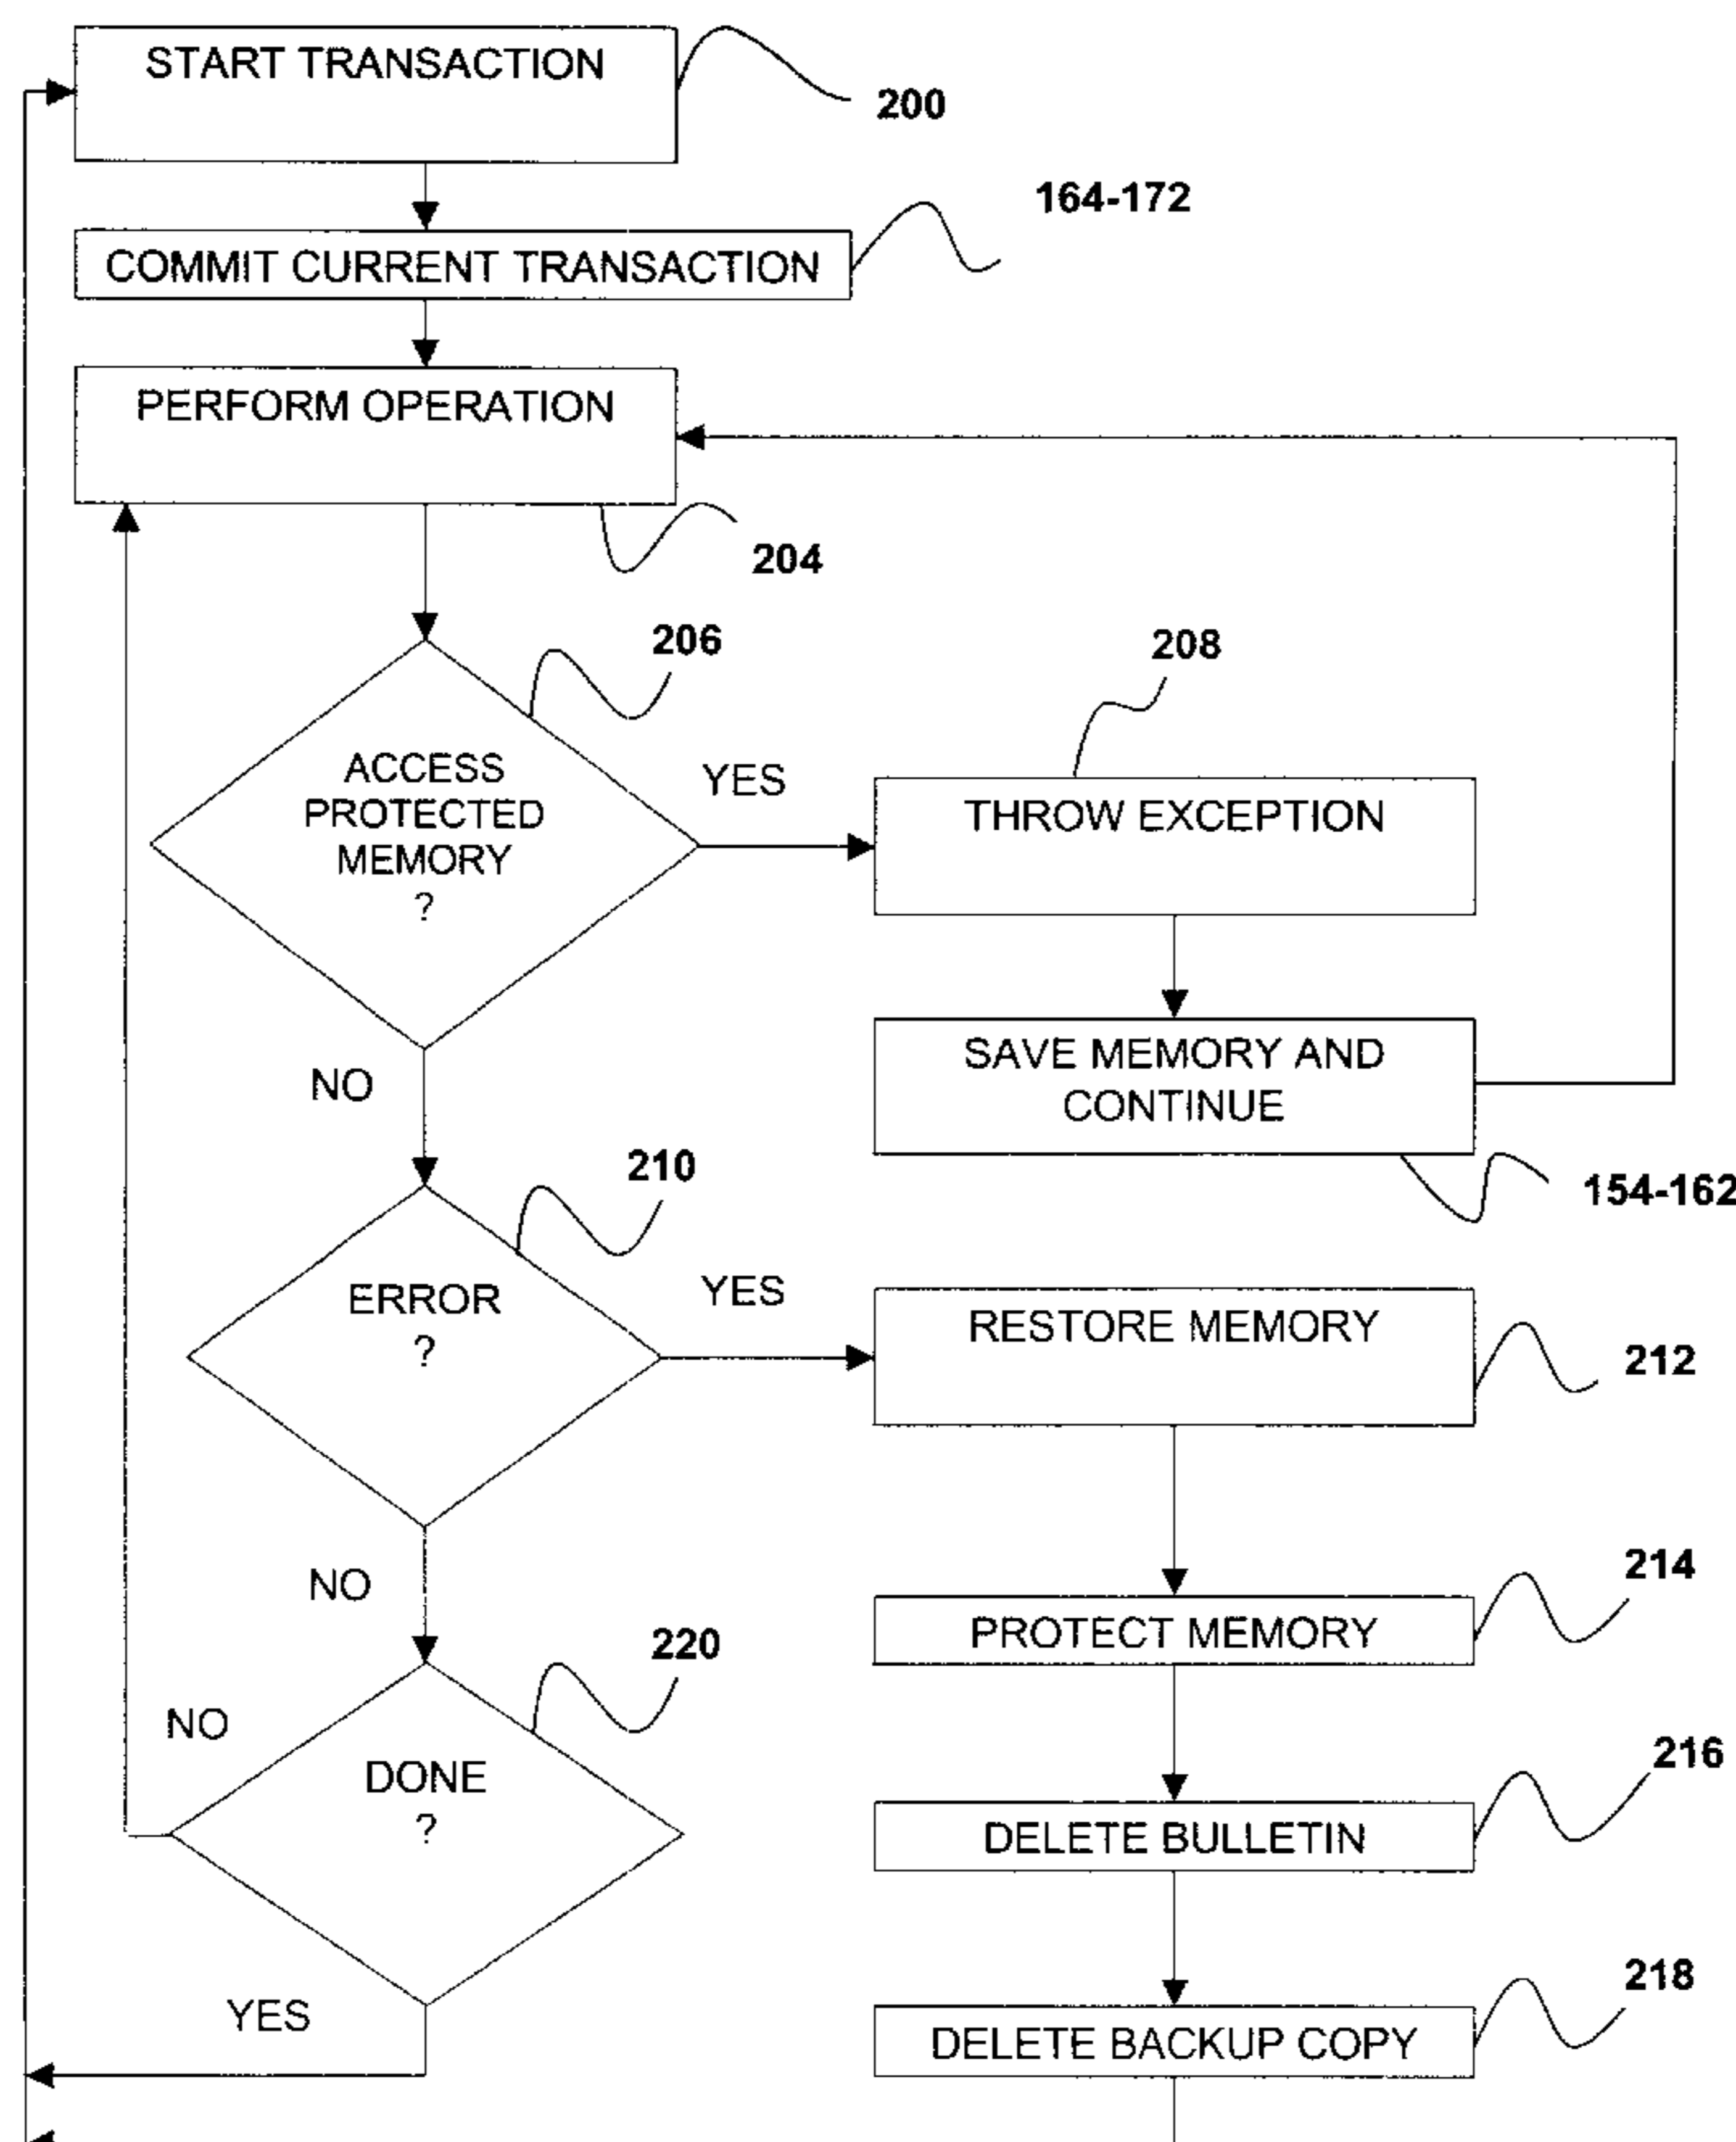 START TRANSACTION
200
164-172
COMMIT CURRENT TRANSACTION
PERFORM OPERATION
204
206
208
ACCESS
PROTECTED
MEMORY
?
YES
THROW EXCEPTION
SAVE MEMORY AND
CONTINUE
NO
154-162
210
ERROR
?
YES
RESTORE MEMORY
212
NO
214
PROTECT MEMORY
220
NO
DONE
?
216
DELETE BULLETIN
218
YES
DELETE BACKUP COPY